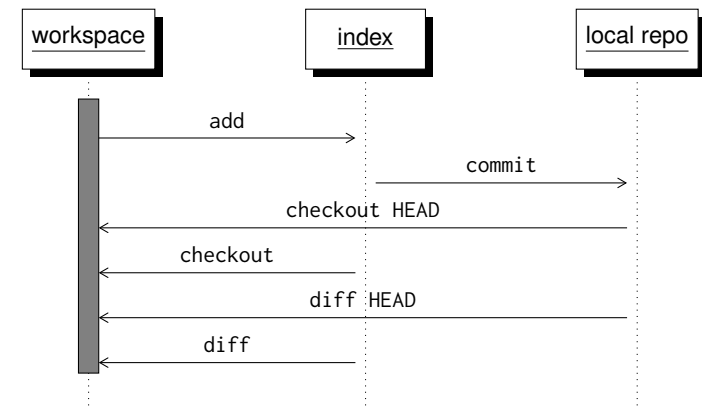 workspace
index
local repo
add
commit
checkout HEAD
checkout
diff HEAD
diff